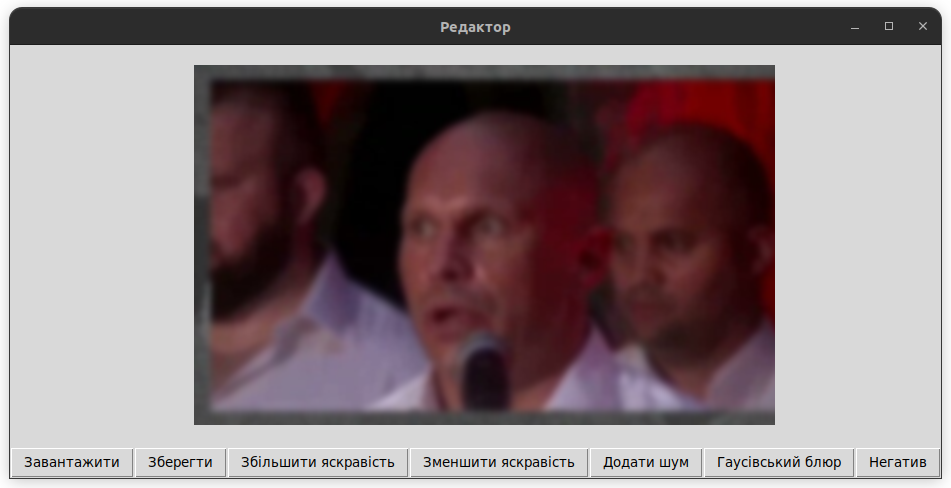 Редактор
Завантажити Зберегти Збільшити яскравість Зменшити яскравість Додати шум Гаусівський блюр Негатив